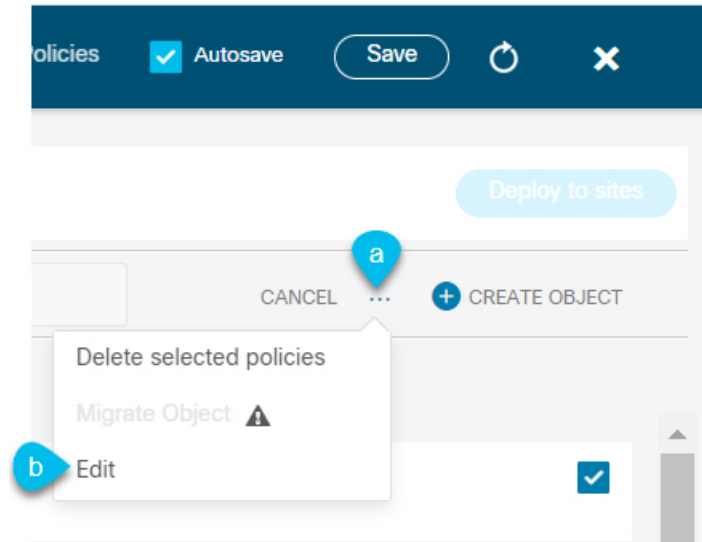 olicies Autosave Save
Deploy to sites
a
CANCEL ... CREATE OBJECT
Delete selected policies
Migrate Object
b Edit